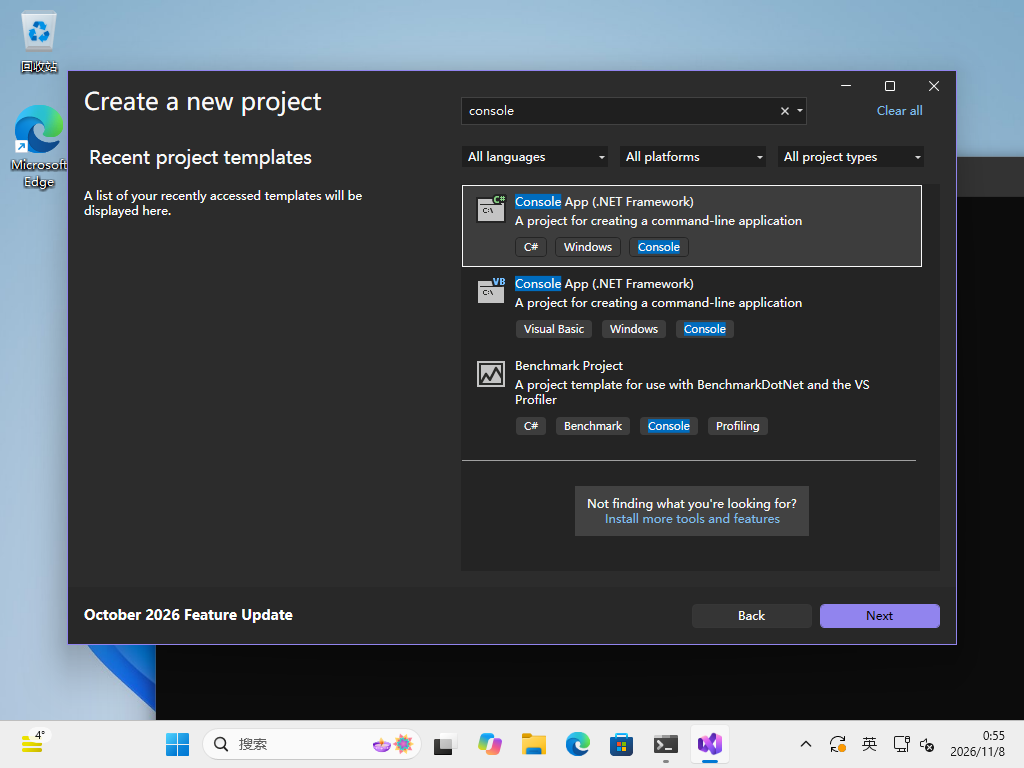 回收站
Microsoft
Edge
Create a new project
Recent project templates
A list of your recently accessed templates will be
displayed here.
console
Clear all
All languages
All platforms
All project types
C#
C:\
Console App (.NET Framework)
A project for creating a command-line application
C#
Windows
Console
VB
C:\
Console App (.NET Framework)
A project for creating a command-line application
Visual Basic
Windows
Console
Benchmark Project
A project template for use with BenchmarkDotNet and the VS
Profiler
C#
Benchmark
Console
Profiling
Not finding what you're looking for?
Install more tools and features
October 2026 Feature Update
Back
Next
4°
搜索
英
0:55
2026/11/8